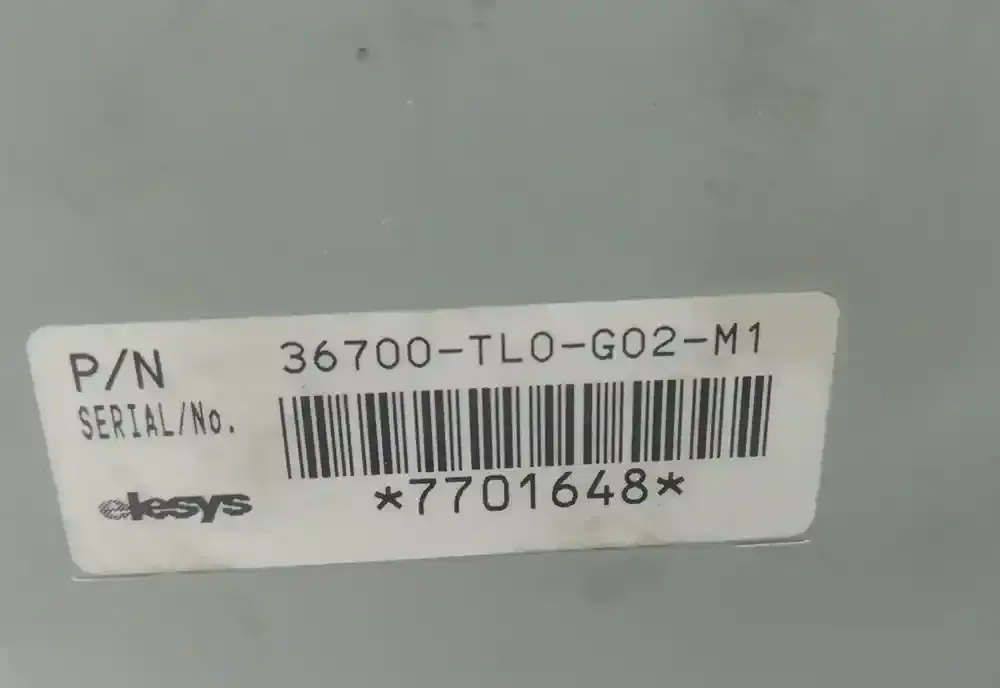 P/N 36700-TL0-G02-M1
SERIAL/No.
*7701648*
elesys